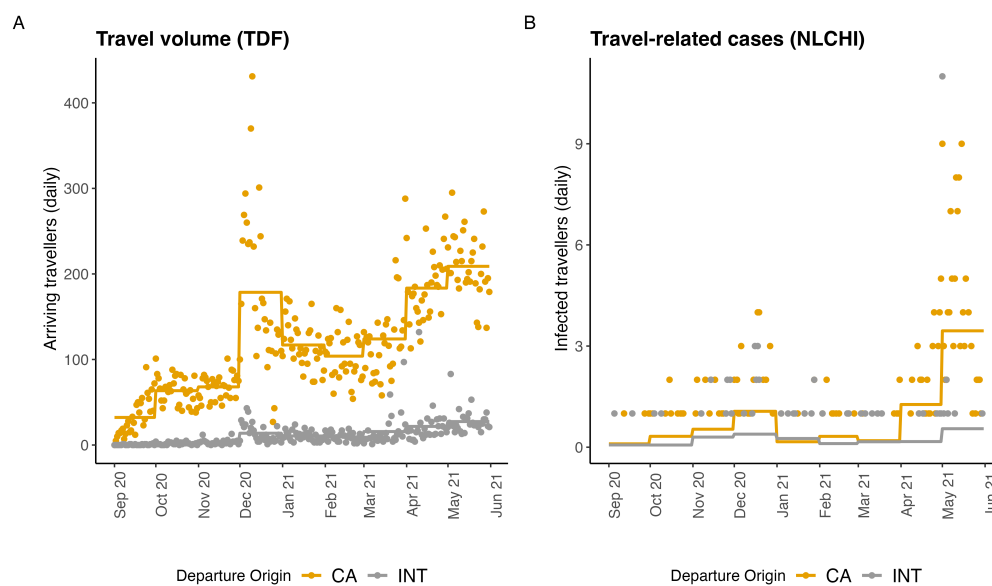 A
Travel volume (TDF)
Arriving travellers (daily)
400
300
200
100
0
Sep 20
Oct 20
Nov 20
Dec 20
Jan 21
Feb 21
Mar 21
Apr 21
May 21
Jun 21
Departure Origin CA INT
B
Travel-related cases (NLCHI)
Infected travellers (daily)
9
6
3
0
Sep 20
Oct 20
Nov 20
Dec 20
Jan 21
Feb 21
Mar 21
Apr 21
May 21
Jun 21
Departure Origin CA INT